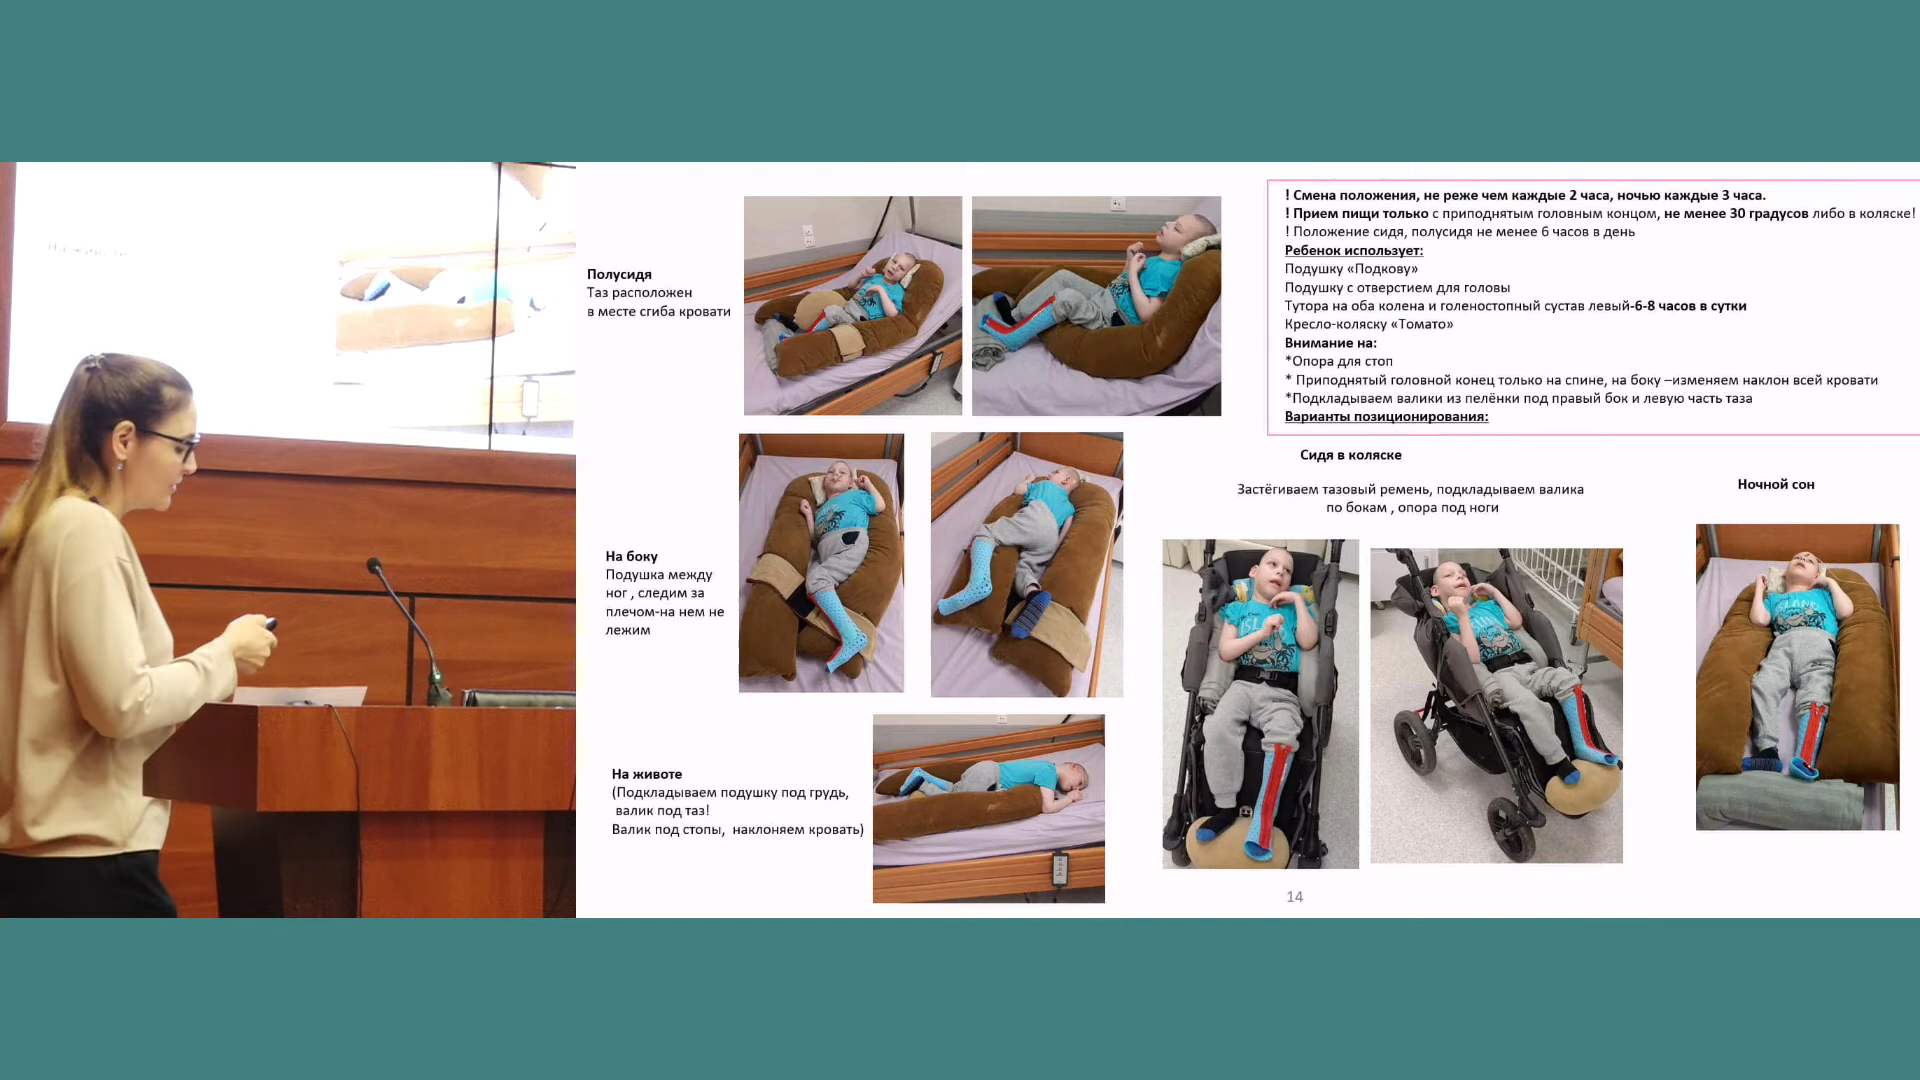 ! Смена положения, не реже чем каждые 2 часа, ночью каждые 3 часа.
! Прием пищи только с приподнятым головным концом, не менее 30 градусов либо в коляске!
! Положение сидя, полусидя не менее 6 часов в день
Ребенок использует:
Подушку «Подкову»
Подушку с отверстием для головы
Тутора на оба колена и голеностопный сустав левый-6-8 часов в сутки
Кресло-коляску «Томато»
Внимание на:
*Опора для стоп
* Приподнятый головной конец только на спине, на боку –изменяем наклон всей кровати
*Подкладываем валики из пелёнки под правый бок и левую часть таза
Варианты позиционирования:
Полусидя
Таз расположен
в месте сгиба кровати
На боку
Подушка между
ног , следим за
плечом-на нем не
лежим
На животе
(Подкладываем подушку под грудь,
валик под таз!
Валик под стопы, наклоняем кровать)
Сидя в коляске
Застёгиваем тазовый ремень, подкладываем валика
по бокам , опора под ноги
Ночной сон
14